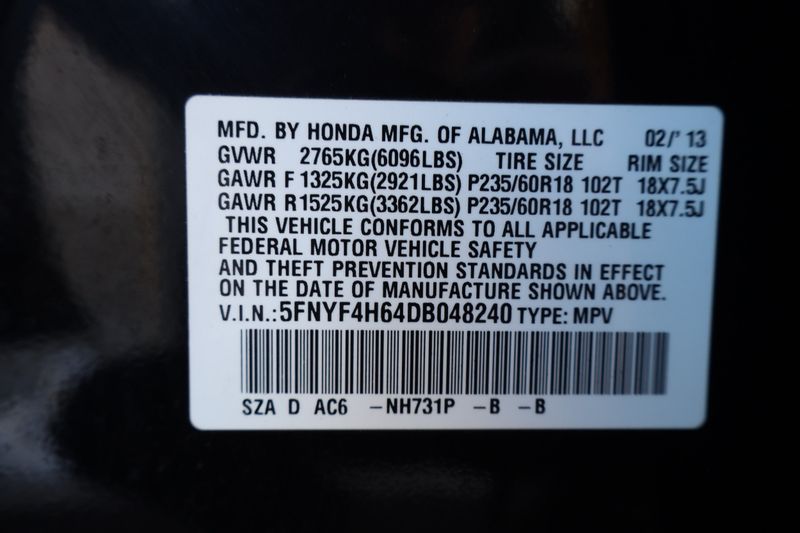 MFD. BY HONDA MFG. OF ALABAMA, LLC 02/' 13
GVWR 2765KG(6096LBS) TIRE SIZE RIM SIZE
GAWR F 1325KG(2921LBS) P235/60R18 102T 18X7.5J
GAWR R 1525KG(3362LBS) P235/60R18 102T 18X7.5J
THIS VEHICLE CONFORMS TO ALL APPLICABLE
FEDERAL MOTOR VEHICLE SAFETY
AND THEFT PREVENTION STANDARDS IN EFFECT
ON THE DATE OF MANUFACTURE SHOWN ABOVE.
V.I.N.:5FNYF4H64DB048240 TYPE: MPV
SZA D AC6 -NH731P -B -B